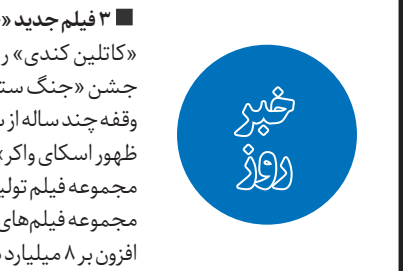 ■ ۳ فیلم جدید «
«کاتلین کندی» ر
جشن «جنگ ست
وقفه چند ساله از س
ظهور اسکای واکر»
مجموعه فیلم تولی
مجموعه فیلم‌های
افزون بر ۸ میلیارد د
خبر
روز